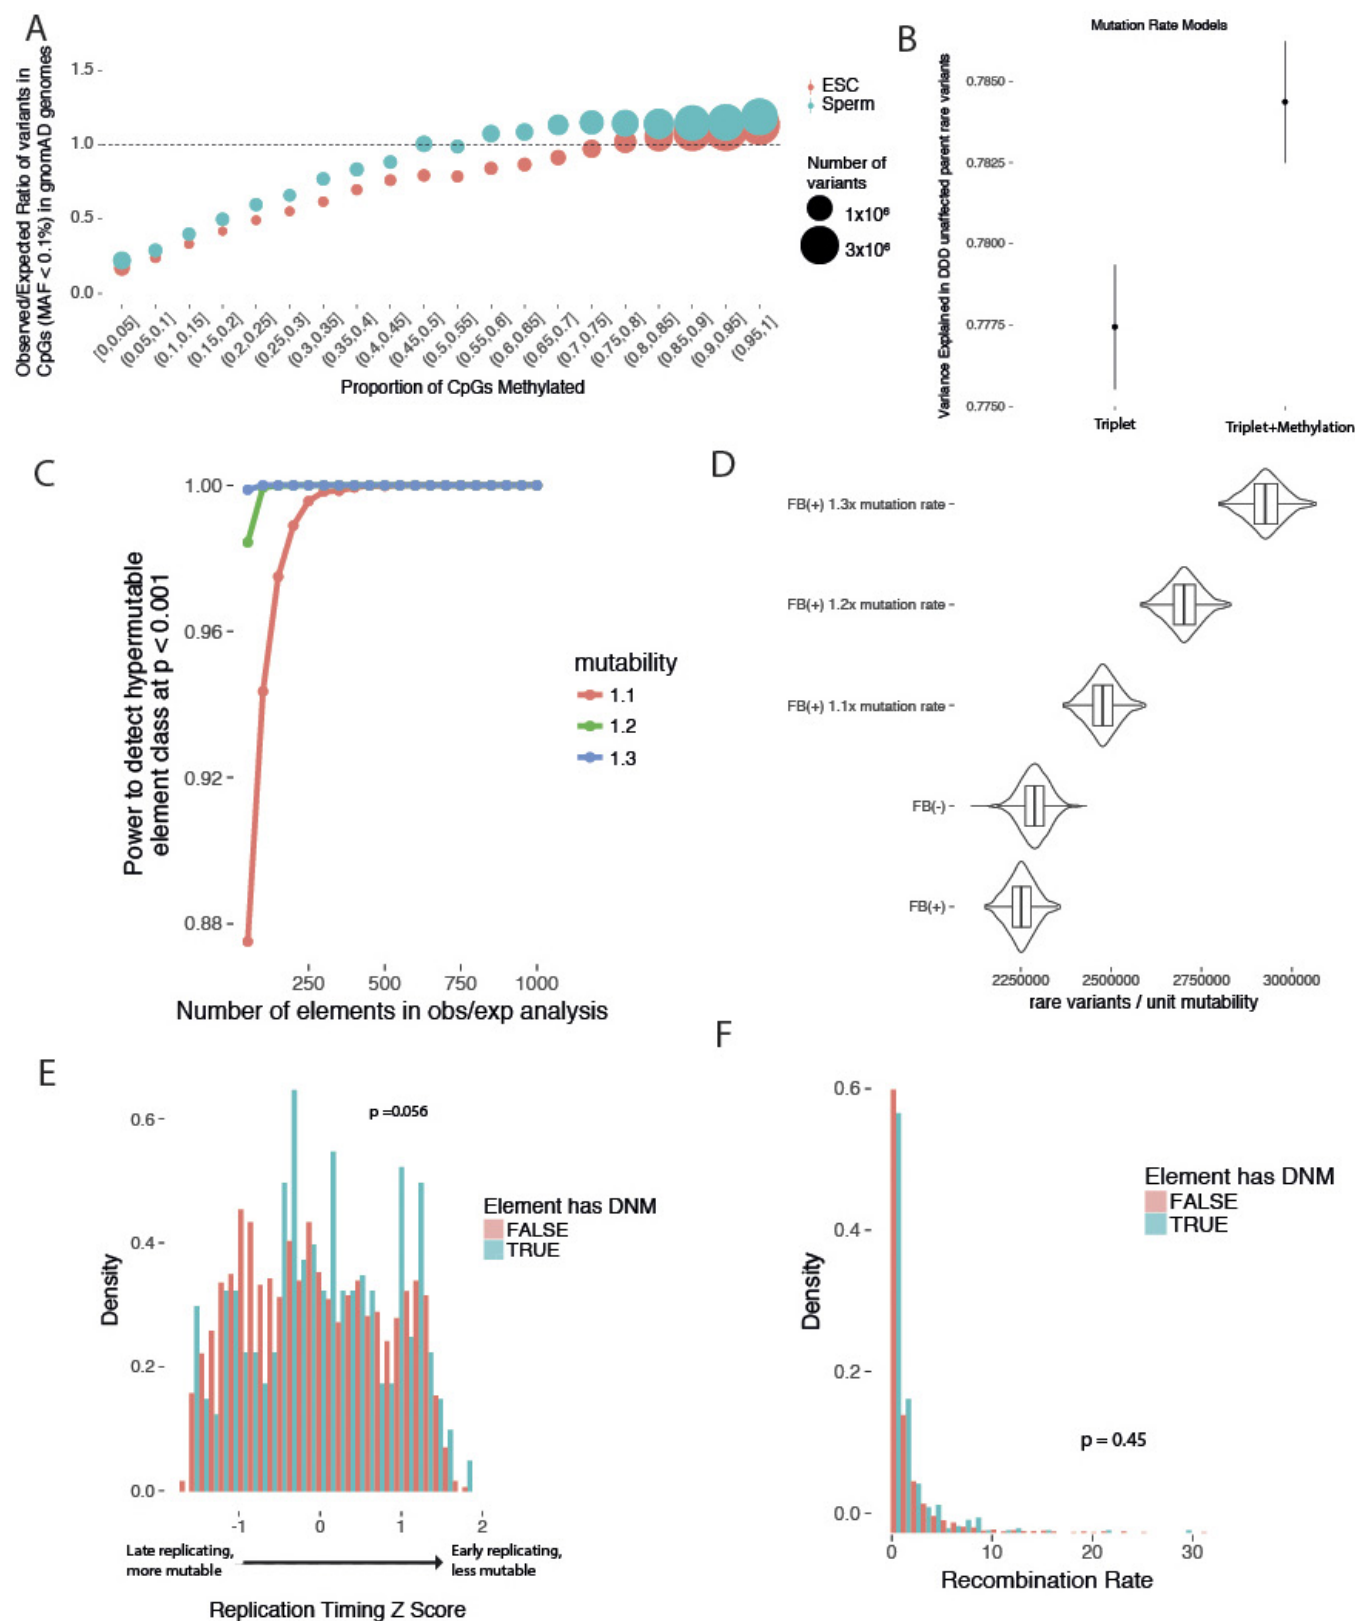 A
Observed/Expected Ratio of variants in
CpGs (MAF < 0.1%) in gnomAD genomes
1.5
1.0
0.5
0.0
[0,0.05]
(0.05,0.1]
(0.1,0.15]
(0.15,0.2]
(0.2,0.25]
(0.25,0.3]
(0.3,0.35]
(0.35,0.4]
(0.4,0.45]
(0.45,0.5]
(0.5,0.55]
(0.55,0.6]
(0.6,0.65]
(0.65,0.7]
(0.7,0.75]
(0.75,0.8]
(0.8,0.85]
(0.85,0.9]
(0.9,0.95]
(0.95,1]
Proportion of CpGs Methylated
ESC
Sperm
Number of
variants
1x10⁶
3x10⁶
B
Mutation Rate Models
Variance Explained in DDD unaffected parent rare variants
0.7850
0.7825
0.7800
0.7775
0.7750
Triplet
Triplet+Methylation
C
Power to detect hypermutable
element class at p < 0.001
1.00
0.96
0.92
0.88
250
500
750
1000
Number of elements in obs/exp analysis
mutability
1.1
1.2
1.3
D
FB(+) 1.3x mutation rate
FB(+) 1.2x mutation rate
FB(+) 1.1x mutation rate
FB(-)
FB(+)
2250000
2500000
2750000
3000000
rare variants / unit mutability
E
Density
0.6
0.4
0.2
0.0
p =0.056
Element has DNM
FALSE
TRUE
-1
0
1
2
Late replicating,
more mutable
Early replicating,
less mutable
Replication Timing Z Score
F
Density
0.6
0.4
0.2
0.0
Element has DNM
FALSE
TRUE
p = 0.45
0
10
20
30
Recombination Rate